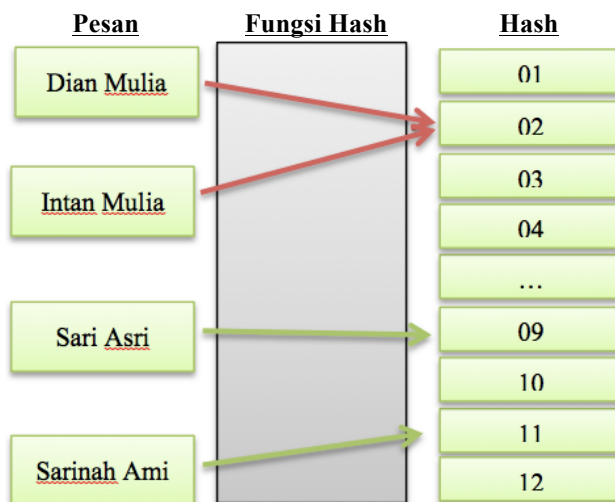 Pesan
Fungsi Hash
Hash
Dian Mulia
Intan Mulia
Sari Asri
Sarinah Ami
01
02
03
04
...
09
10
11
12